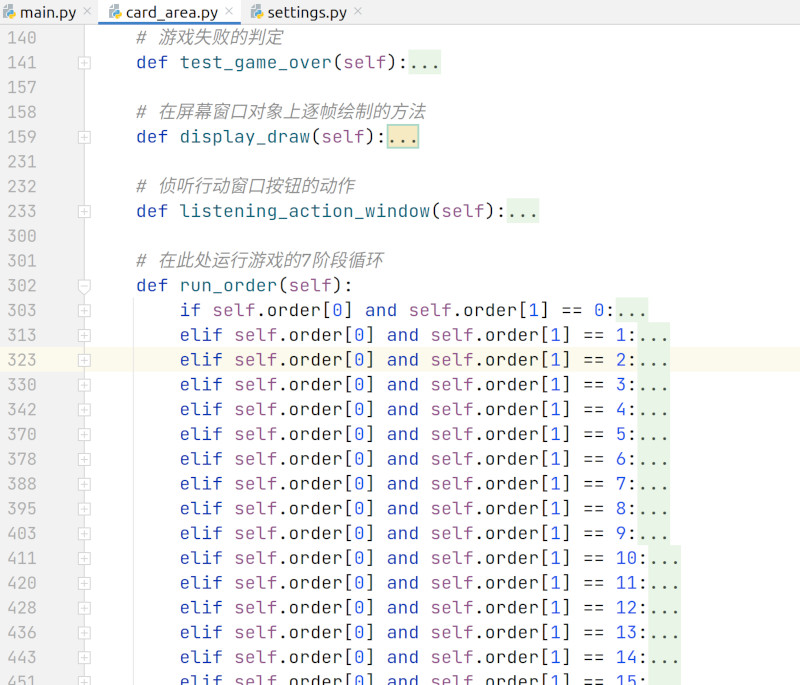 main.py card_area.py settings.py
140 # 游戏失败的判定
141 def test_game_over(self):...
157
158 # 在屏幕窗口对象上逐帧绘制的方法
159 def display_draw(self):...
231
232 # 侦听行动窗口按钮的动作
233 def listening_action_window(self):...
300
301 # 在此处运行游戏的7阶段循环
302 def run_order(self):
303 if self.order[0] and self.order[1] == 0:...
313 elif self.order[0] and self.order[1] == 1:...
323 elif self.order[0] and self.order[1] == 2:...
330 elif self.order[0] and self.order[1] == 3:...
342 elif self.order[0] and self.order[1] == 4:...
370 elif self.order[0] and self.order[1] == 5:...
378 elif self.order[0] and self.order[1] == 6:...
388 elif self.order[0] and self.order[1] == 7:...
395 elif self.order[0] and self.order[1] == 8:...
403 elif self.order[0] and self.order[1] == 9:...
411 elif self.order[0] and self.order[1] == 10:...
420 elif self.order[0] and self.order[1] == 11:...
428 elif self.order[0] and self.order[1] == 12:...
436 elif self.order[0] and self.order[1] == 13:...
443 elif self.order[0] and self.order[1] == 14:...
451 elif self.order[0] and self.order[1] == 15:...